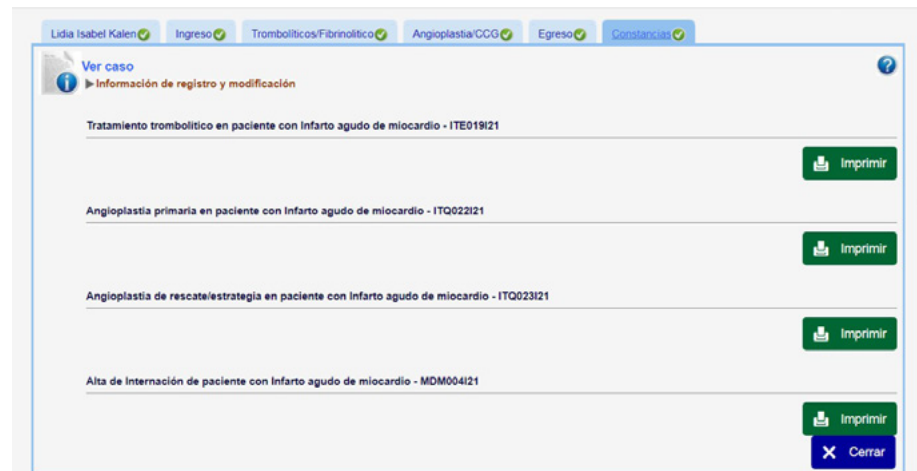 Lidia Isabel Kalen Ingreso Trombolíticos/Fibrinolítico Angioplastia/CCG Egreso Constancias
Ver caso
Información de registro y modificación
Tratamiento trombolítico en paciente con Infarto agudo de miocardio - ITE019I21
Imprimir
Angioplastia primaria en paciente con Infarto agudo de miocardio - ITQ022I21
Imprimir
Angioplastia de rescate/estrategia en paciente con Infarto agudo de miocardio - ITQ023I21
Imprimir
Alta de Internación de paciente con Infarto agudo de miocardio - MDM004I21
Imprimir
Cerrar